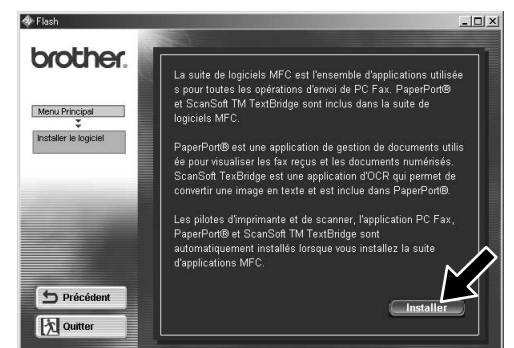 Flash
brother.
Menu Principal
Installer le logiciel
La suite de logiciels MFC est l'ensemble d'applications utilisée
s pour toutes les opérations d'envoi de PC Fax. PaperPort®
et ScanSoft TM TextBridge sont inclus dans la suite de
logiciels MFC.
PaperPort® est une application de gestion de documents utilis
ée pour visualiser les fax reçus et les documents numérisés.
ScanSoft TexBridge est une application d'OCR qui permet de
convertir une image en texte et est inclue dans PaperPort®.
Les pilotes d'imprimante et de scanner, l'application PC Fax,
PaperPort® et ScanSoft TM TextBridge sont
automatiquement installés lorsque vous installez la suite
d'applications MFC.
Installer
Précédent
Quitter